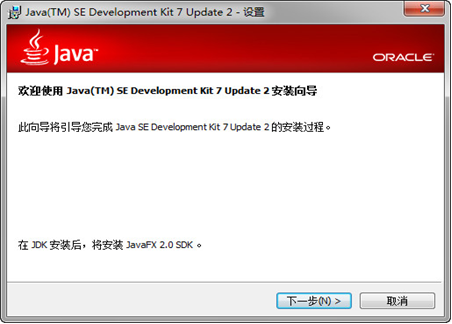 Java(TM) SE Development Kit 7 Update 2 - 设置
Java™
ORACLE®
欢迎使用 Java(TM) SE Development Kit 7 Update 2 安装向导
此向导将引导您完成 Java SE Development Kit 7 Update 2 的安装过程。
在 JDK 安装后，将安装 JavaFX 2.0 SDK 。
下一步(N) >
取消